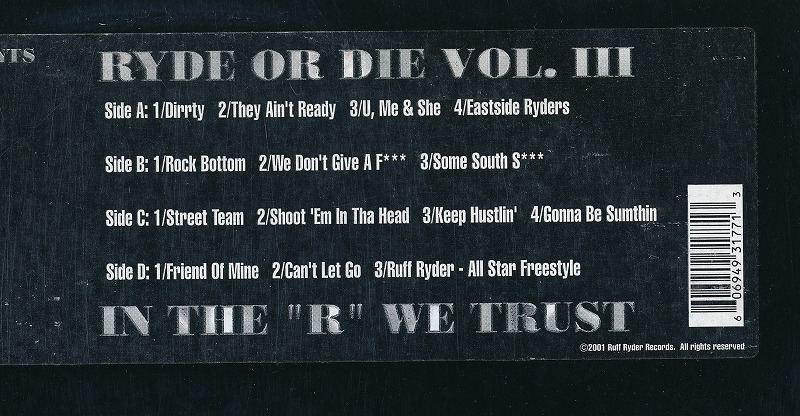 NTS
RYDE OR DIE VOL. III
Side A: 1/Dirrty 2/They Ain't Ready 3/U, Me & She 4/Eastside Ryders
Side B: 1/Rock Bottom 2/We Don't Give A F*** 3/Some South S***
Side C: 1/Street Team 2/Shoot 'Em In Tha Head 3/Keep Hustlin' 4/Gonna Be Sumthin
Side D: 1/Friend Of Mine 2/Can't Let Go 3/Ruff Ryder - All Star Freestyle
IN THE "R" WE TRUST
6 06949 31771 3
©2001 Ruff Ryder Records. All rights reserved